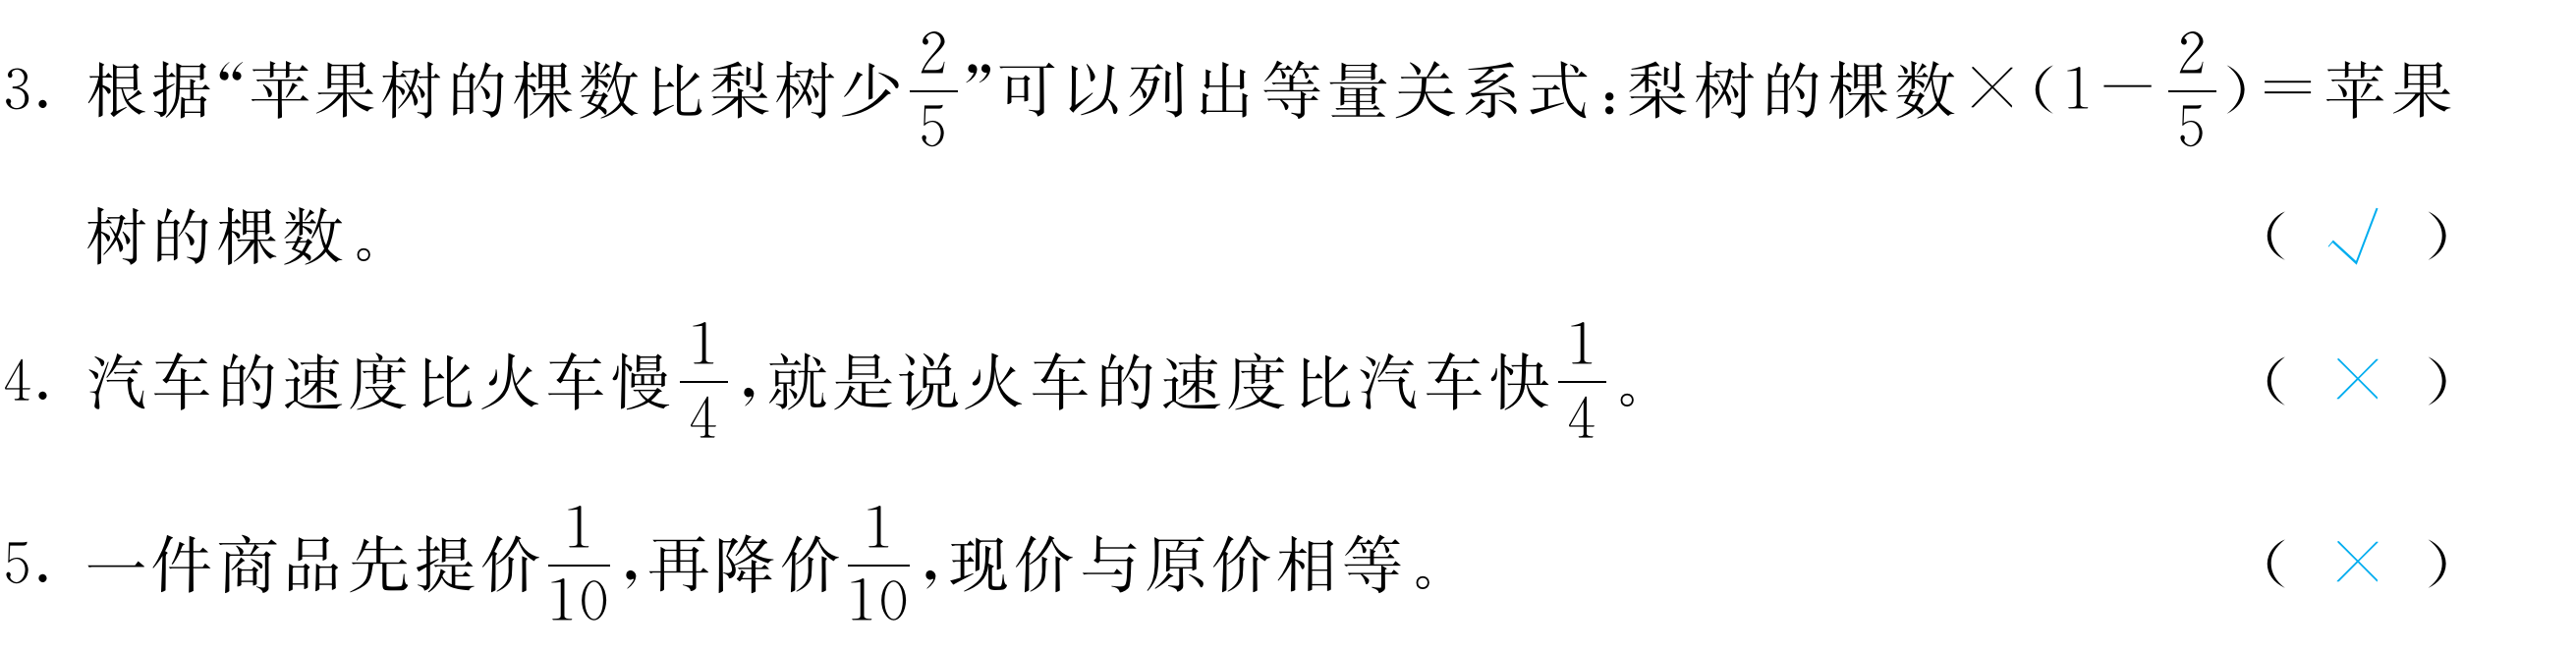 3. 根据“苹果树的棵数比梨树少2/5”可以列出等量关系式:梨树的棵数×(1-2/5)=苹果
树的棵数。 ( √ )
4. 汽车的速度比火车慢1/4,就是说火车的速度比汽车快1/4。 ( × )
5. 一件商品先提价1/10,再降价1/10,现价与原价相等。 ( × )